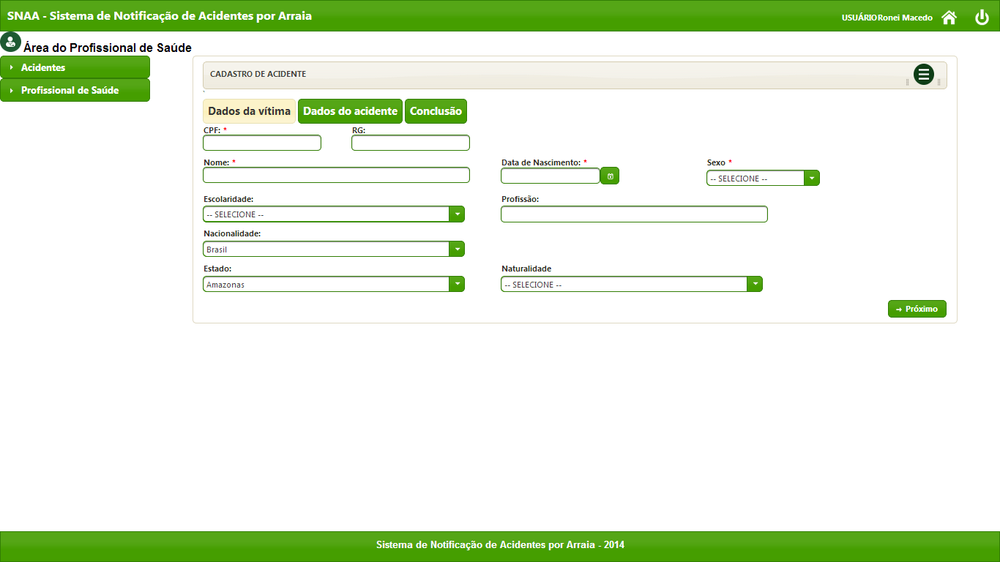 SNAA - Sistema de Notificação de Acidentes por Arraia
USUÁRIORonei Macedo
Área do Profissional de Saúde
Acidentes
Profissional de Saúde
CADASTRO DE ACIDENTE
Dados da vítima Dados do acidente Conclusão
CPF: * RG:
Nome: * Data de Nascimento: * Sexo *
-- SELECIONE --
Escolaridade: Profissão:
-- SELECIONE --
Nacionalidade:
Brasil
Estado: Naturalidade
Amazonas -- SELECIONE --
→ Próximo
Sistema de Notificação de Acidentes por Arraia - 2014